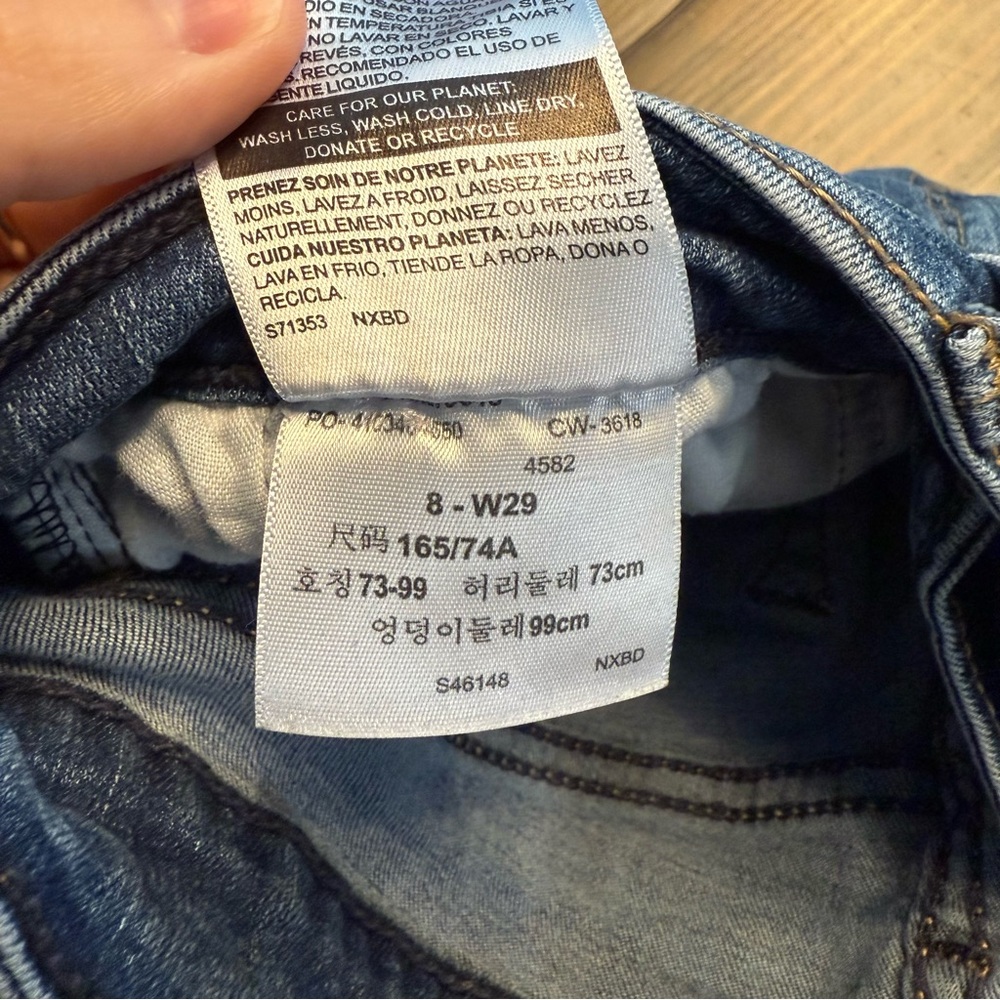 EN TEMPERATURA LAVAR Y
NO LAVAR EN
REVÉS, CON COLORES
RECOMENDADO EL USO DE
LIQUIDO.
CARE FOR OUR PLANET:
WASH LESS, WASH COLD, LINE DRY,
DONATE OR RECYCLE
PRENEZ SOIN DE NOTRE PLANETE: LAVEZ
MOINS, LAVEZ A FROID, LAISSEZ SECHER
NATURELLEMENT, DONNEZ OU RECYCLEZ
CUIDA NUESTRO PLANETA: LAVA MENOS,
LAVA EN FRIO, TIENDE LA ROPA, DONA O
RECICLA.
S71353 NXBD
CW- 3618
4582
8 - W29
尺码 165/74A
호칭 73-99 허리둘레 73cm
엉덩이둘레 99cm
S46148 NXBD